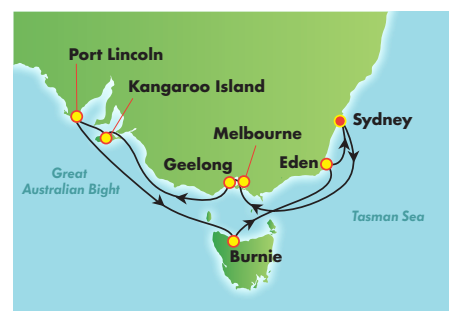 Port Lincoln
Kangaroo Island
Sydney
Melbourne
Geelong
Eden
Great
Australian Bight
Tasman Sea
Burnie